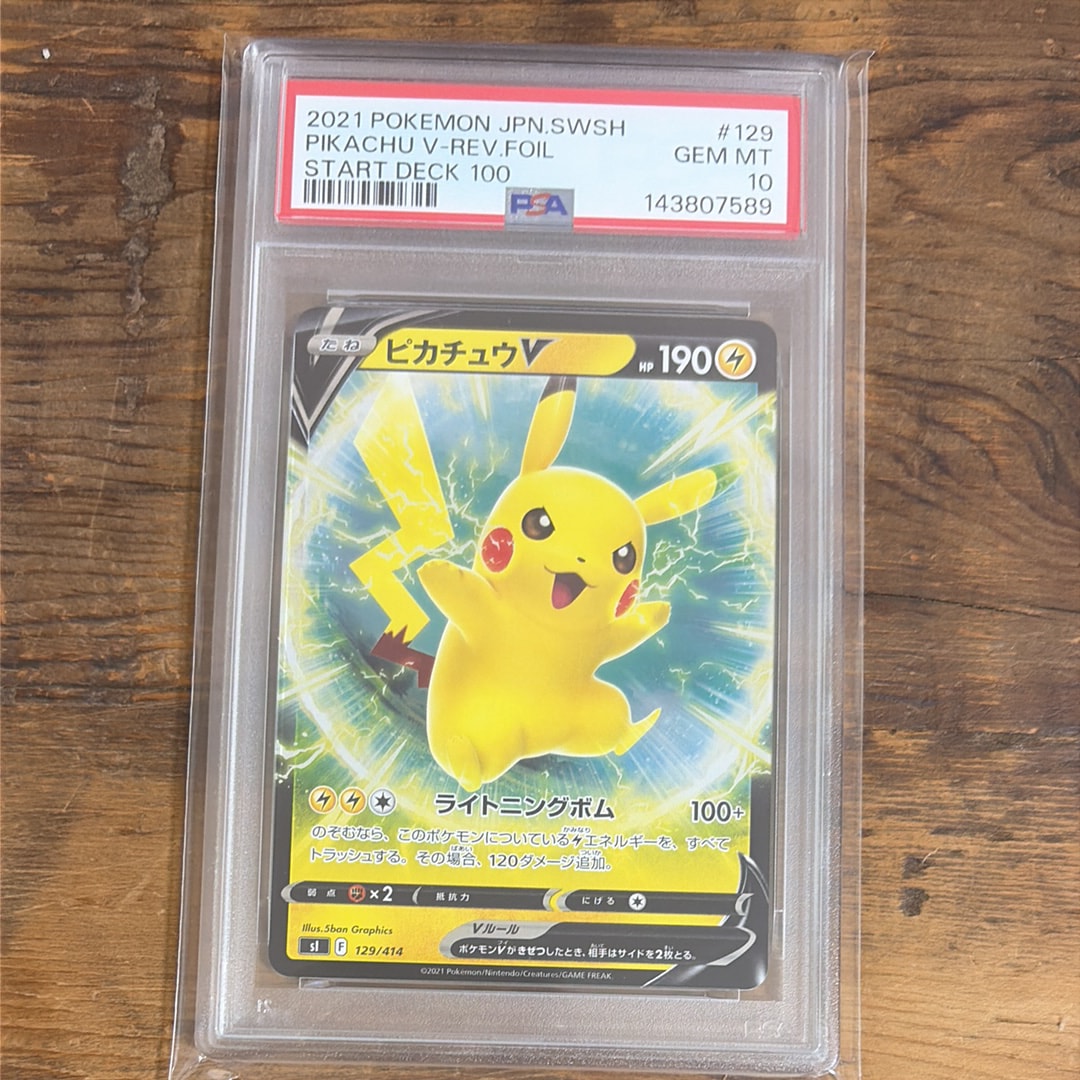 2021 POKEMON JPN.SWSH #129
PIKACHU V-REV.FOIL GEM MT
START DECK 100 10
PSA 143807589
たね ピカチュウV HP 190
ライトニングボム 100+
のぞむなら、このポケモンについているエネルギーを、すべて
トラッシュする。その場合、120ダメージ追加。
弱点 ×2 抵抗力 にげる
Illus.5ban Graphics
Vルール
sI F 129/414
ポケモンVがきぜつしたとき、相手はサイドを2枚とる。
©2021 Pokémon/Nintendo/Creatures/GAME FREAK.